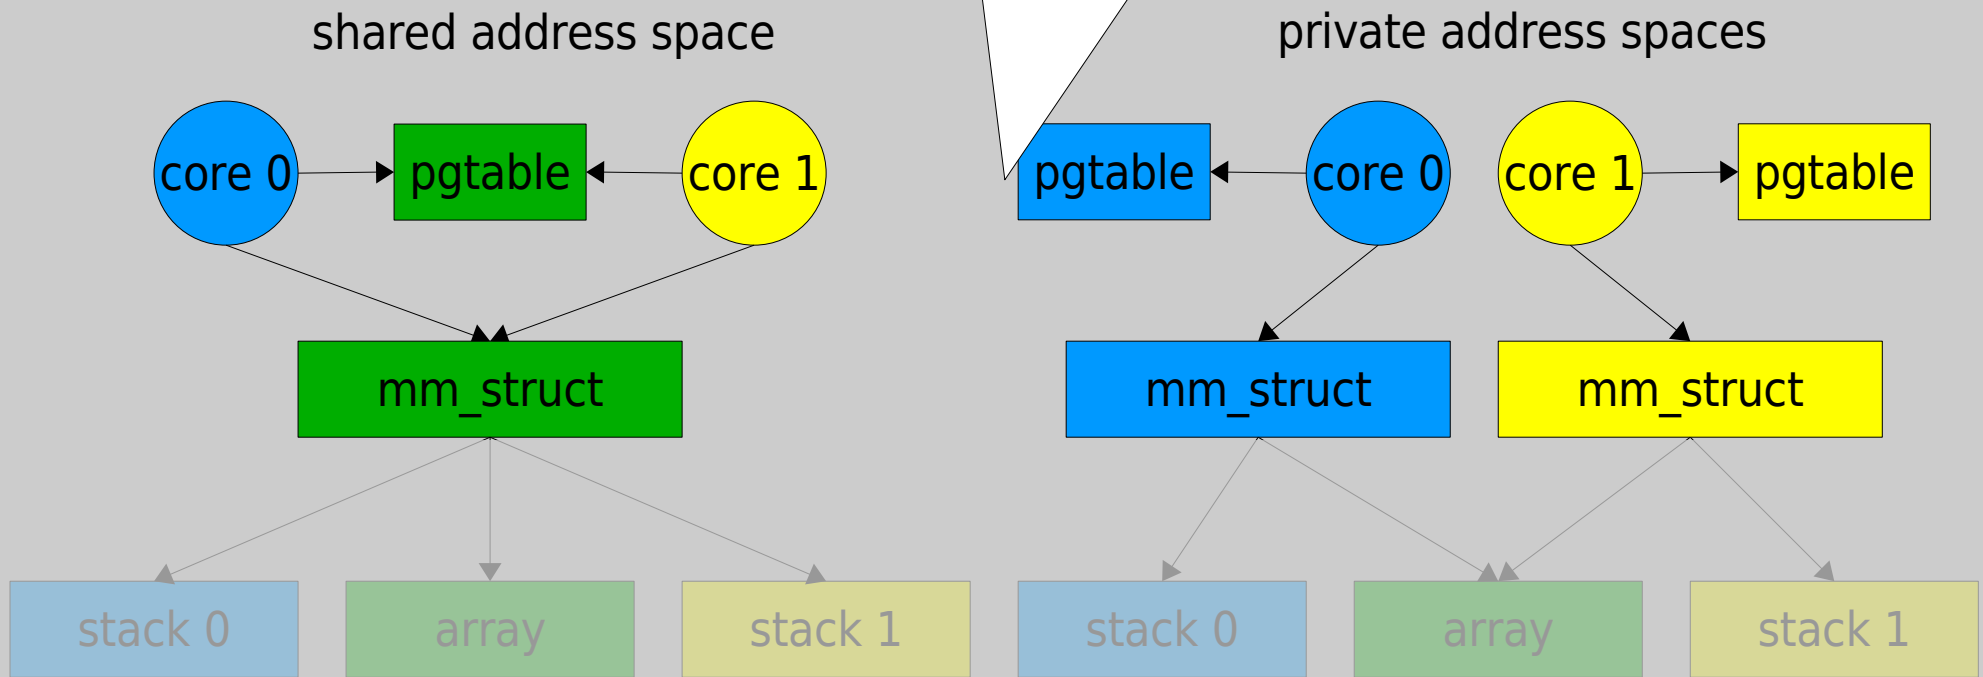 shared address space
private address spaces
core 0
pgtable
core 1
pgtable
core 0
core 1
pgtable
mm_struct
mm_struct
mm_struct
stack 0
array
stack 1
stack 0
array
stack 1